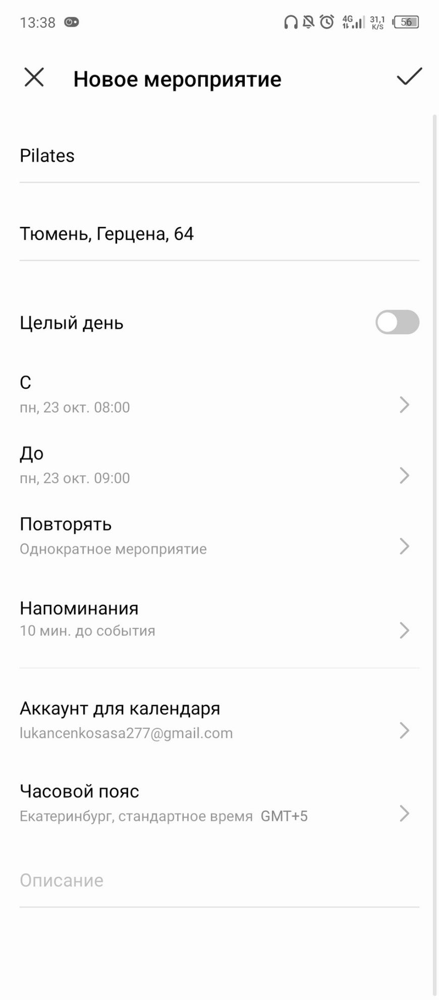 13:38 4G 31,1 K/S 56
Новое мероприятие
Pilates
Тюмень, Герцена, 64
Целый день
С
пн, 23 окт. 08:00
До
пн, 23 окт. 09:00
Повторять
Однократное мероприятие
Напоминания
10 мин. до события
Аккаунт для календаря
lukancenkosasa277@gmail.com
Часовой пояс
Екатеринбург, стандартное время GMT+5
Описание